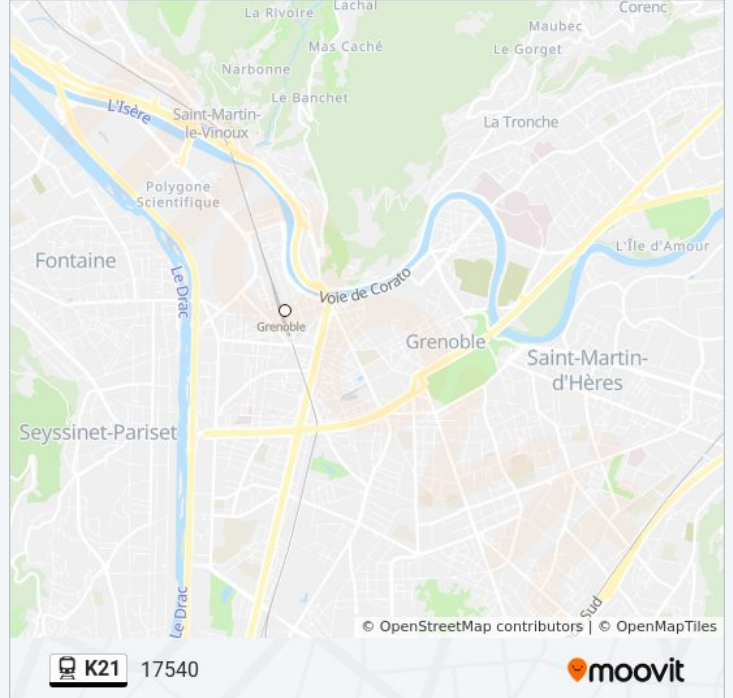 La Rivoire
Lachal
Corenc
Maubec
Mas Caché
Le Gorget
Narbonne
Le Banchet
L'Isère
Saint-Martin-
le-Vinoux
La Tronche
Polygone
Scientifique
L'Île d'Amour
Fontaine
Le Drac
Voie de Corato
Grenoble
Grenoble
Saint-Martin-
d'Hères
Seyssinet-Pariset
Le Drac
Sud
© OpenStreetMap contributors | © OpenMapTiles
K21 17540
moovit